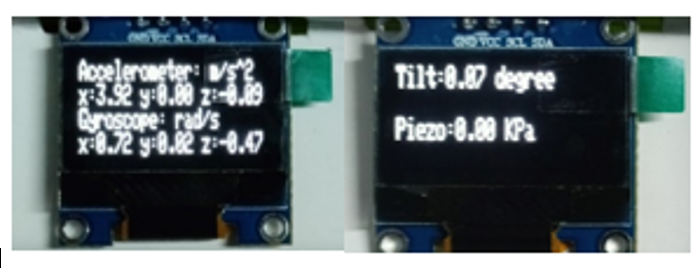 GND VCC SCL SDA
Accelerometer: m/s^2
x:3.92 y:0.00 z:-0.09
Gyroscope: rad/s
x:0.72 y:0.02 z:-0.47
GND VCC SCL SDA
Tilt:0.07 degree
Piezo:0.00 KPa